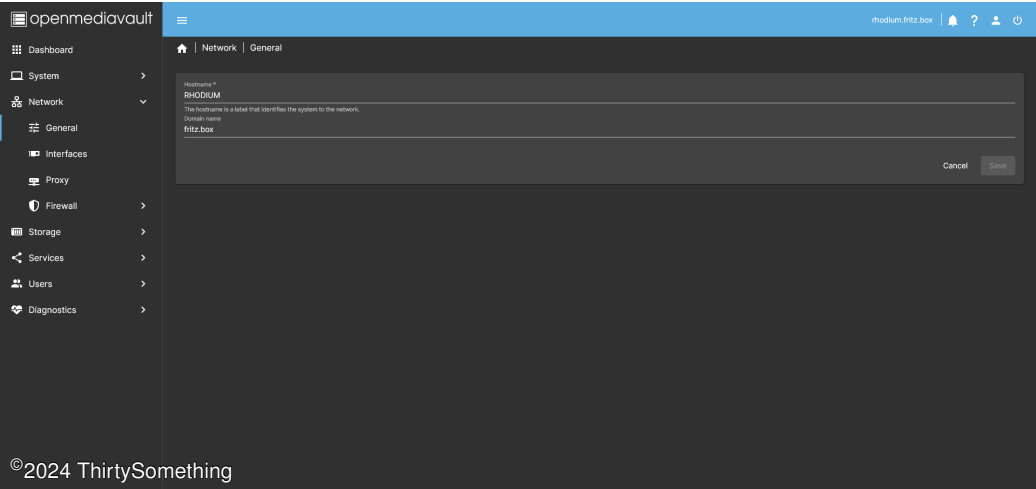 openmediavault
rhodium.fritz.box
?
Dashboard
System
Network
General
Interfaces
Proxy
Firewall
Storage
Services
Users
Diagnostics
Network | General
Hostname *
RHODIUM
The hostname is a label that identifies the system to the network.
Domain name
fritz.box
Cancel Save
©2024 ThirtySomething